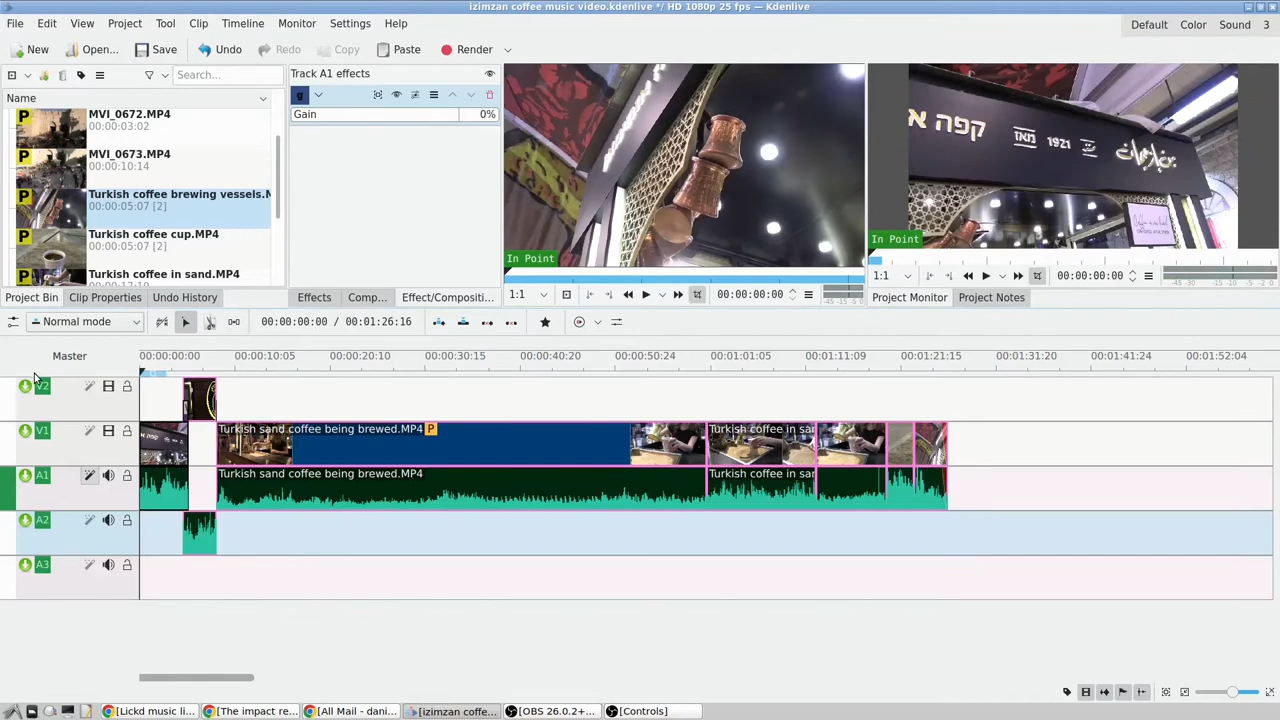 izimzan coffee music video.kdenlive */ HD 1080p 25 fps — Kdenlive
File Edit View Project Tool Clip Timeline Monitor Settings Help
Default Color Sound 3
New Open... Save Undo Redo Copy Paste Render
Search...
Track A1 effects
Name
Gain 0%
MVI_0672.MP4
00:00:03:02
MVI_0673.MP4
00:00:10:14
Turkish coffee brewing vessels.M
00:00:05:07 [2]
Turkish coffee cup.MP4
00:00:05:07 [2]
Turkish coffee in sand.MP4
קפה א
מאז
1921
In Point
In Point
1:1 00:00:00:00
1:1 00:00:00:00
-45 -30 -15 -5 0
Project Bin Clip Properties Undo History
Effects Comp... Effect/Compositi...
Project Monitor Project Notes
Normal mode 00:00:00:00 / 00:01:26:16
Master
00:00:00:00 00:00:10:05 00:00:20:10 00:00:30:15 00:00:40:20 00:00:50:24 00:01:01:05 00:01:11:09 00:01:21:15 00:01:31:20 00:01:41:24 00:01:52:04
V2
V1 Turkish sand coffee being brewed.MP4 P Turkish coffee in sar
A1 Turkish sand coffee being brewed.MP4 Turkish coffee in sar
A2
A3
[Lickd music li... [The impact re... [All Mail - dani... [izimzan coffe... [OBS 26.0.2+... [Controls]